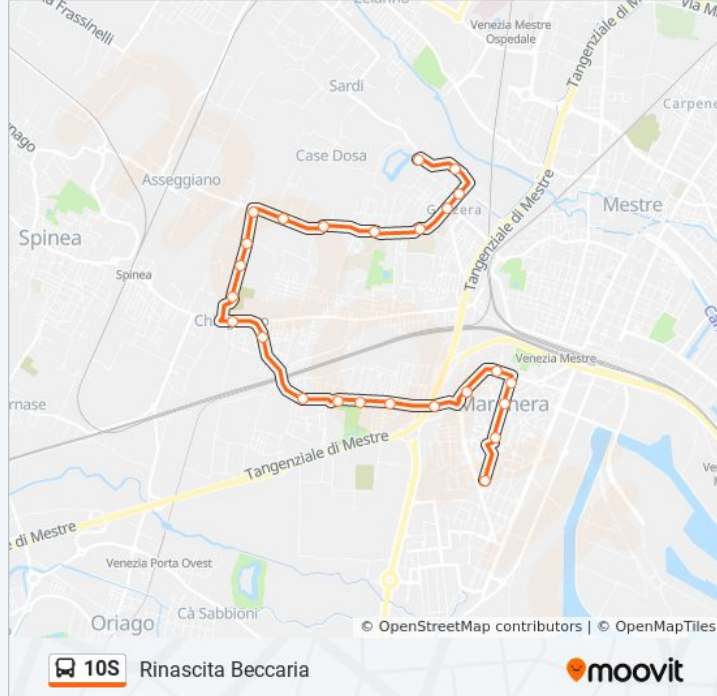 Frassinelli
Zelarino
Venezia Mestre
Ospedale
Via M
Tangenziale di Mestre
Sardi
Carpene
Case Dosa
Asseggiano
Gazzera
Mestre
Spinea
Tangenziale di Mestre
Spinea
Venezia Mestre
Marghera
Tangenziale di Mestre
e di Mestre
Venezia Porta Ovest
Cà Sabbioni
Oriago
© OpenStreetMap contributors | © OpenMapTiles
10S
Rinascita Beccaria
moovit